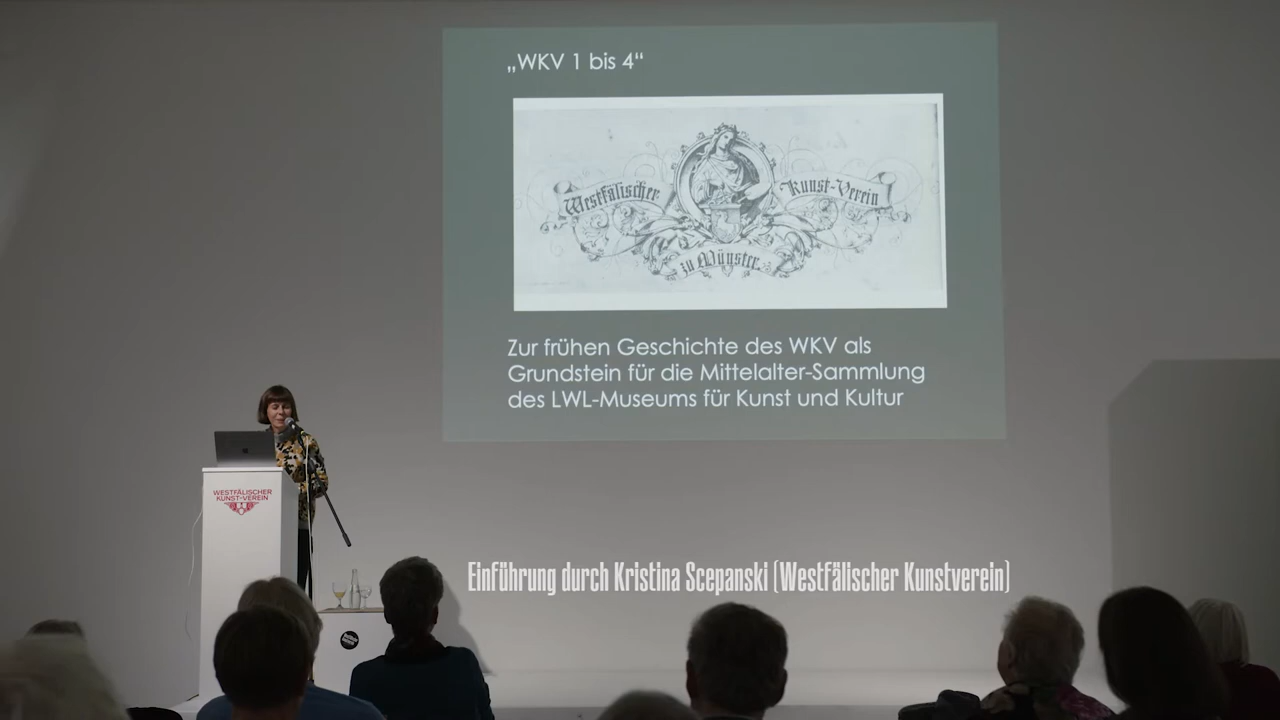 „WKV 1 bis 4“
Westfälischer Kunst-Verein
zu Münster
Zur frühen Geschichte des WKV als
Grundstein für die Mittelalter-Sammlung
des LWL-Museums für Kunst und Kultur
WESTFÄLISCHER
KUNST-VEREIN
Einführung durch Kristina Scepanski (Westfälischer Kunstverein)